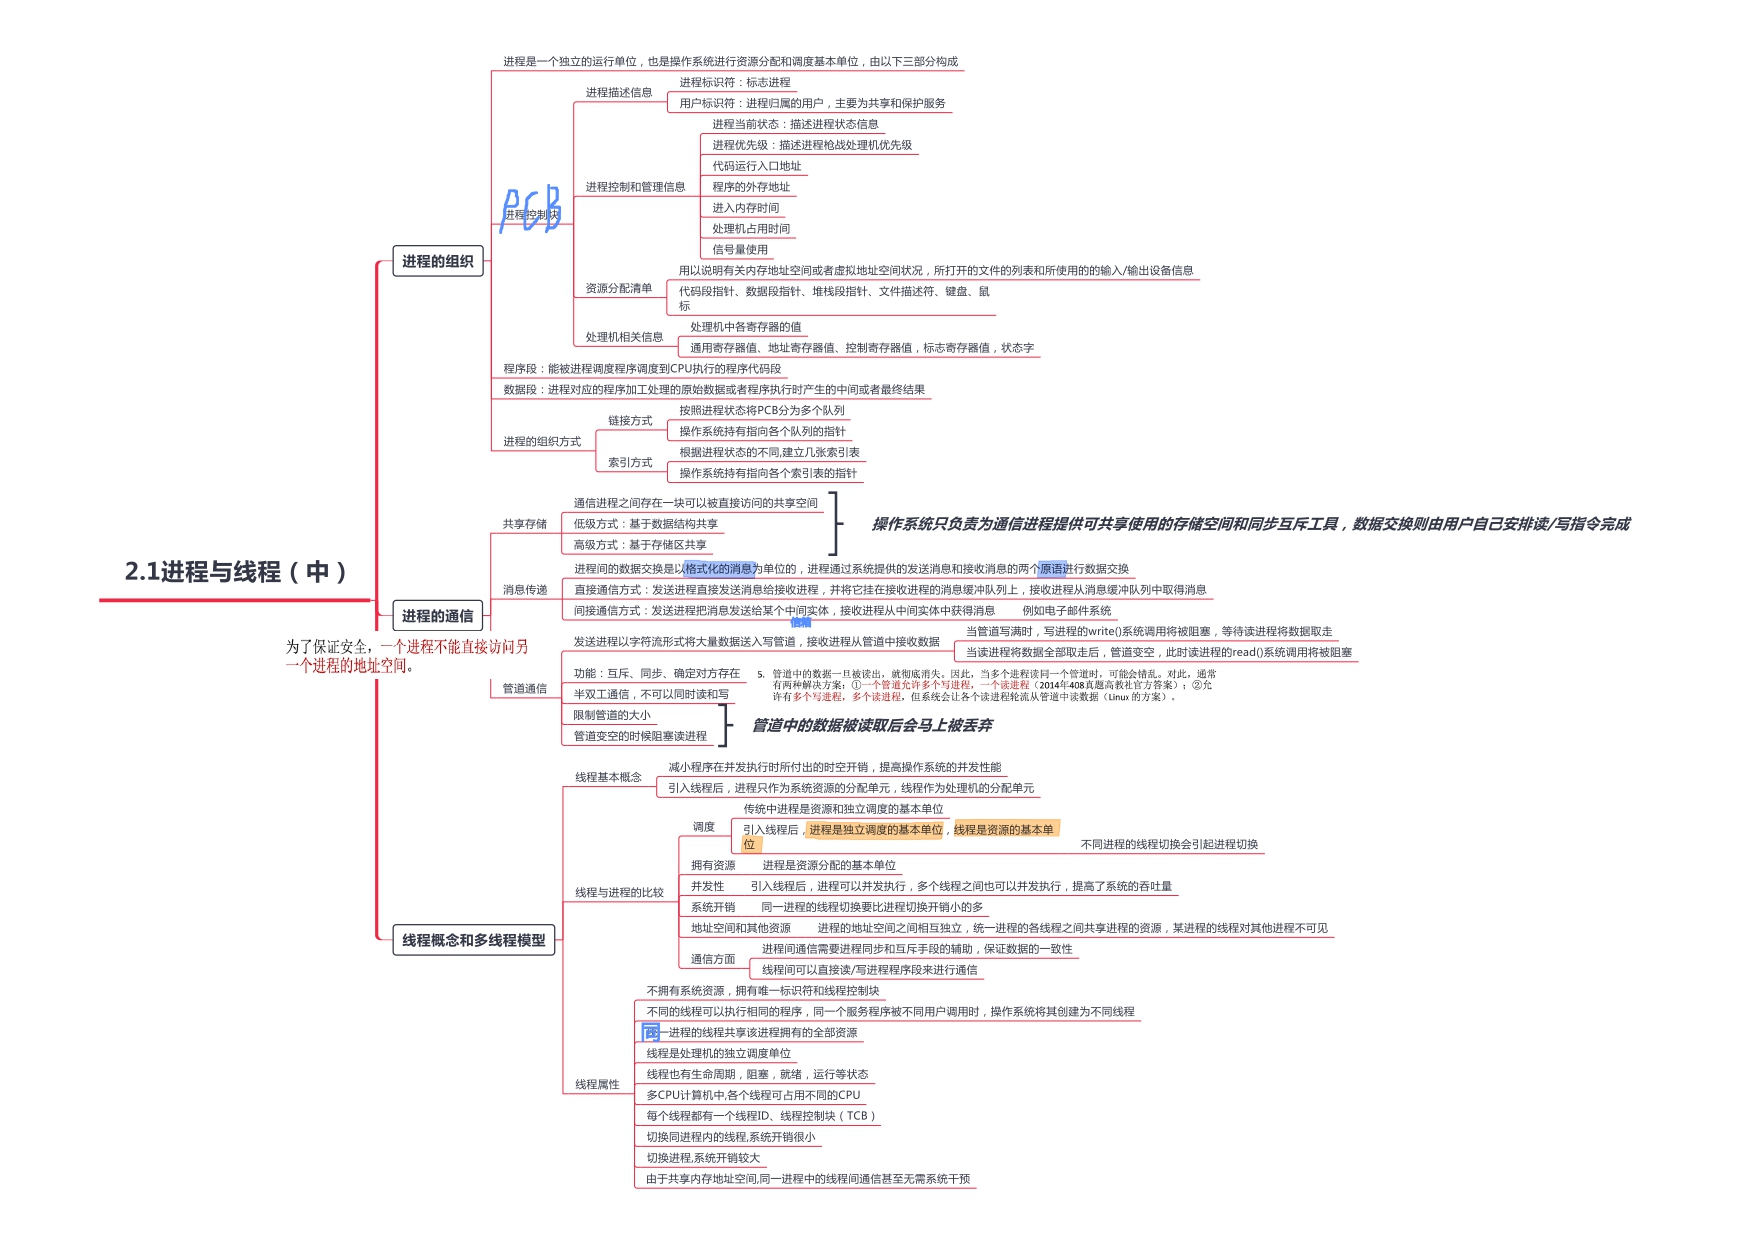 2.1进程与线程（中）
进程的组织
进程是一个独立的运行单位，也是操作系统进行资源分配和调度基本单位，由以下三部分构成
PCB
进程控制块
进程描述信息
进程标识符：标志进程
用户标识符：进程归属的用户，主要为共享和保护服务
进程控制和管理信息
进程当前状态：描述进程状态信息
进程优先级：描述进程枪战处理机优先级
代码运行入口地址
程序的外存地址
进入内存时间
处理机占用时间
信号量使用
资源分配清单
用以说明有关内存地址空间或者虚拟地址空间状况，所打开的文件的列表和所使用的的输入/输出设备信息
代码段指针、数据段指针、堆栈段指针、文件描述符、键盘、鼠
标
处理机相关信息
处理机中各寄存器的值
通用寄存器值、地址寄存器值、控制寄存器值，标志寄存器值，状态字
程序段：能被进程调度程序调度到CPU执行的程序代码段
数据段：进程对应的程序加工处理的原始数据或者程序执行时产生的中间或者最终结果
进程的组织方式
链接方式
按照进程状态将PCB分为多个队列
操作系统持有指向各个队列的指针
索引方式
根据进程状态的不同,建立几张索引表
操作系统持有指向各个索引表的指针
进程的通信
为了保证安全，一个进程不能直接访问另
一个进程的地址空间。
共享存储
通信进程之间存在一块可以被直接访问的共享空间
低级方式：基于数据结构共享
高级方式：基于存储区共享
操作系统只负责为通信进程提供可共享使用的存储空间和同步互斥工具，数据交换则由用户自己安排读/写指令完成
消息传递
进程间的数据交换是以格式化的消息为单位的，进程通过系统提供的发送消息和接收消息的两个原语进行数据交换
直接通信方式：发送进程直接发送消息给接收进程，并将它挂在接收进程的消息缓冲队列上，接收进程从消息缓冲队列中取得消息
间接通信方式：发送进程把消息发送给某个中间实体，接收进程从中间实体中获得消息 例如电子邮件系统
信箱
管道通信
发送进程以字符流形式将大量数据送入写管道，接收进程从管道中接收数据
当管道写满时，写进程的write()系统调用将被阻塞，等待读进程将数据取走
当读进程将数据全部取走后，管道变空，此时读进程的read()系统调用将被阻塞
功能：互斥、同步、确定对方存在
半双工通信，不可以同时读和写
限制管道的大小
管道变空的时候阻塞读进程
5. 管道中的数据一旦被读出，就彻底消失。因此，当多个进程读同一个管道时，可能会错乱。对此，通常
有两种解决方案：①一个管道允许多个写进程，一个读进程（2014年408真题高教社官方答案）；②允
许有多个写进程，多个读进程，但系统会让各个读进程轮流从管道中读数据（Linux 的方案）。
管道中的数据被读取后会马上被丢弃
线程概念和多线程模型
线程基本概念
减小程序在并发执行时所付出的时空开销，提高操作系统的并发性能
引入线程后，进程只作为系统资源的分配单元，线程作为处理机的分配单元
线程与进程的比较
调度
传统中进程是资源和独立调度的基本单位
引入线程后，进程是独立调度的基本单位，线程是资源的基本单
位
不同进程的线程切换会引起进程切换
拥有资源 进程是资源分配的基本单位
并发性 引入线程后，进程可以并发执行，多个线程之间也可以并发执行，提高了系统的吞吐量
系统开销 同一进程的线程切换要比进程切换开销小的多
地址空间和其他资源 进程的地址空间之间相互独立，统一进程的各线程之间共享进程的资源，某进程的线程对其他进程不可见
通信方面
进程间通信需要进程同步和互斥手段的辅助，保证数据的一致性
线程间可以直接读/写进程程序段来进行通信
线程属性
不拥有系统资源，拥有唯一标识符和线程控制块
不同的线程可以执行相同的程序，同一个服务程序被不同用户调用时，操作系统将其创建为不同线程
同一进程的线程共享该进程拥有的全部资源
线程是处理机的独立调度单位
线程也有生命周期，阻塞，就绪，运行等状态
多CPU计算机中,各个线程可占用不同的CPU
每个线程都有一个线程ID、线程控制块（TCB）
切换同进程内的线程,系统开销很小
切换进程,系统开销较大
由于共享内存地址空间,同一进程中的线程间通信甚至无需系统干预